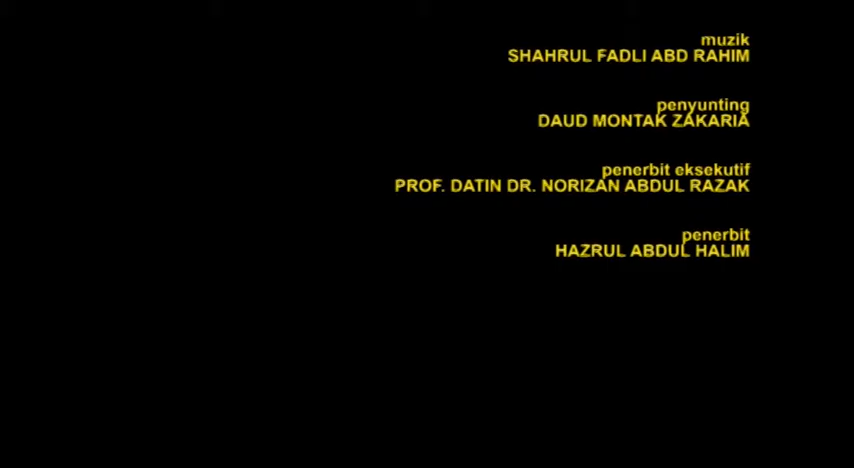 muzik
SHAHRUL FADLI ABD RAHIM
penyunting
DAUD MONTAK ZAKARIA
penerbit eksekutif
PROF. DATIN DR. NORIZAN ABDUL RAZAK
penerbit
HAZRUL ABDUL HALIM